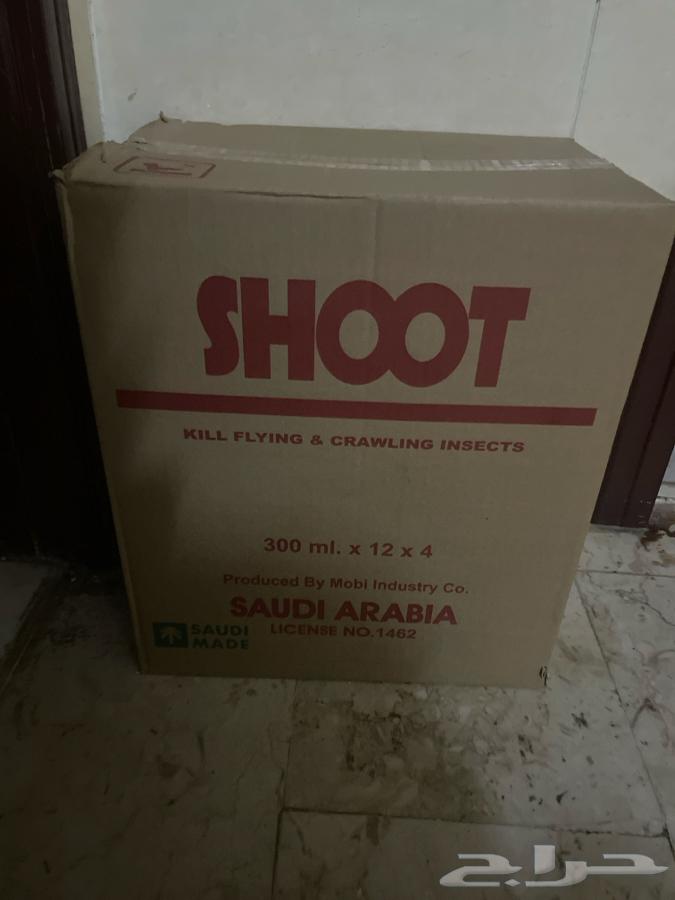 SHOOT
KILL FLYING & CRAWLING INSECTS
300 ml. x 12 x 4
Produced By Mobi Industry Co.
SAUDI ARABIA
LICENSE NO.1462
SAUDI
MADE
حراج